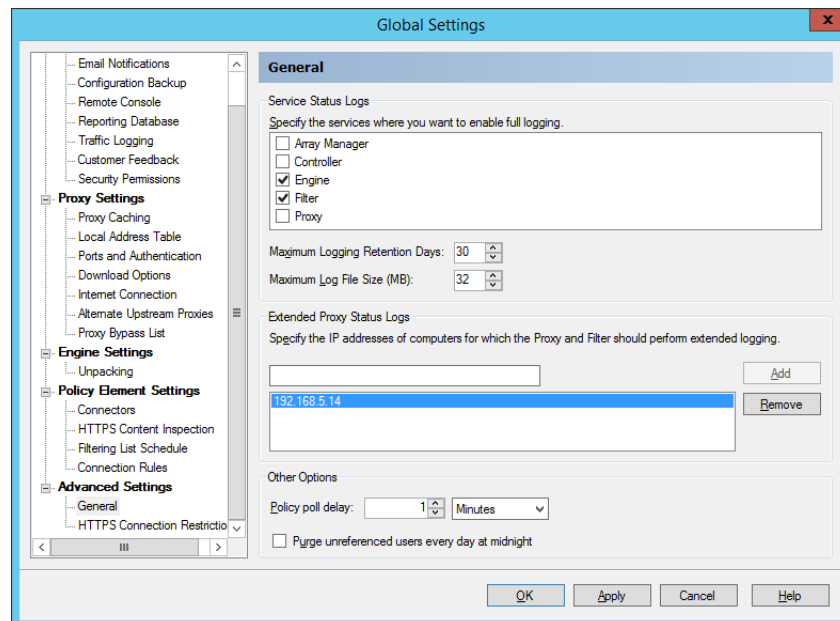 Global Settings
x
Email Notifications
Configuration Backup
Remote Console
Reporting Database
Traffic Logging
Customer Feedback
Security Permissions
Proxy Settings
Proxy Caching
Local Address Table
Ports and Authentication
Download Options
Internet Connection
Alternate Upstream Proxies
Proxy Bypass List
Engine Settings
Unpacking
Policy Element Settings
Connectors
HTTPS Content Inspection
Filtering List Schedule
Connection Rules
Advanced Settings
General
HTTPS Connection Restrictio
General
Service Status Logs
Specify the services where you want to enable full logging.
Array Manager
Controller
Engine
Filter
Proxy
Maximum Logging Retention Days: 30
Maximum Log File Size (MB): 32
Extended Proxy Status Logs
Specify the IP addresses of computers for which the Proxy and Filter should perform extended logging.
Add
192.168.5.14
Remove
Other Options
Policy poll delay: 1 Minutes
Purge unreferenced users every day at midnight
OK Apply Cancel Help